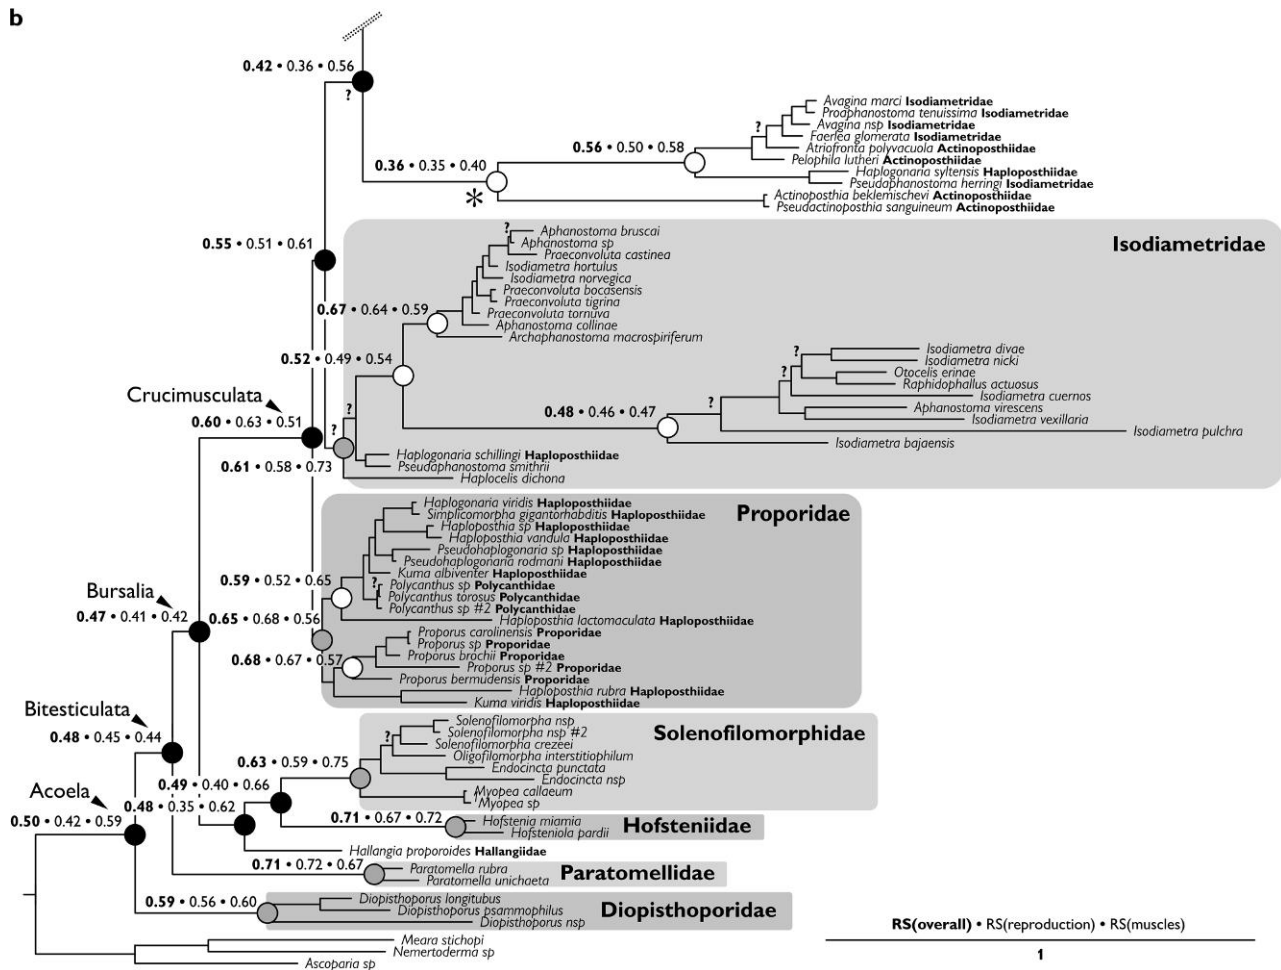 b
0.42 • 0.36 • 0.56
?
Avagina marci Isodiametridae
Proaphanostoma tenuissima Isodiametridae
?
Avagina nsp Isodiametridae
Faerlea glomerata Isodiametridae
0.56 • 0.50 • 0.58
Atriofronta polyvacuola Actinoposthiidae
Pelophila lutheri Actinoposthiidae
0.36 • 0.35 • 0.40
Haplogonaria syltensis Haploposthiidae
Pseudaphanostoma herringi Isodiametridae
*
Actinoposthia beklemischevi Actinoposthiidae
Pseudactinoposthia sanguineum Actinoposthiidae
0.55 • 0.51 • 0.61
Isodiametridae
?
Aphanostoma bruscai
Aphanostoma sp
Praeconvoluta castinea
Isodiametra hortulus
Isodiametra norvegica
Praeconvoluta bocasensis
Praeconvoluta tigrina
0.67 • 0.64 • 0.59
Praeconvoluta tornuva
Aphanostoma collinae
Archaphanostoma macrospiriferum
0.52 • 0.49 • 0.54
?
Isodiametra divae
Isodiametra nicki
?
Otocelis erinae
Raphidophallus actuosus
Isodiametra cuernos
Crucimusculata
?
0.48 • 0.46 • 0.47
?
Aphanostoma virescens
Isodiametra vexillaria
0.60 • 0.63 • 0.51
?
Isodiametra pulchra
Isodiametra bajaensis
0.61 • 0.58 • 0.73
Haplogonaria schillingi Haploposthiidae
Pseudaphanostoma smithrii
Haplocelis dichona
Proporidae
Haplogonaria viridis Haploposthiidae
Simplicomorpha gigantorhabditis Haploposthiidae
Haploposthia sp Haploposthiidae
Haploposthia vandula Haploposthiidae
Pseudohaplogonaria sp Haploposthiidae
Pseudohaplogonaria rodmani Haploposthiidae
0.59 • 0.52 • 0.65
Kuma albiventer Haploposthiidae
?
Polycanthus sp Polycanthidae
Polycanthus torosus Polycanthidae
Polycanthus sp #2 Polycanthidae
Bursalia
0.47 • 0.41 • 0.42
0.65 • 0.68 • 0.56
Haploposthia lactomaculata Haploposthiidae
Proporus carolinensis Proporidae
Proporus sp Proporidae
Proporus brochii Proporidae
0.68 • 0.67 • 0.57
Proporus sp #2 Proporidae
Proporus bermudensis Proporidae
Haploposthia rubra Haploposthiidae
Kuma viridis Haploposthiidae
Bitesticulata
0.48 • 0.45 • 0.44
Solenofilomorphidae
Solenofilomorpha nsp
Solenofilomorpha nsp #2
?
Solenofilomorpha crezeei
Oligofilomorpha interstitiophilum
0.63 • 0.59 • 0.75
Endocincta punctata
Endocincta nsp
Acoela
0.49 • 0.40 • 0.66
Myopea callaeum
Myopea sp
0.50 • 0.42 • 0.59
0.48 • 0.35 • 0.62
0.71 • 0.67 • 0.72
Hofstenia miamia
Hofsteniola pardii
Hofsteniidae
Hallangia proporoides Hallangiidae
0.71 • 0.72 • 0.67
Paratomella rubra
Paratomella unichaeta
Paratomellidae
0.59 • 0.56 • 0.60
Diopisthoporus longitubus
Diopisthoporus psammophilus
Diopisthoporus nsp
Diopisthoporidae
RS(overall) • RS(reproduction) • RS(muscles)
1
Meara stichopi
Nemertoderma sp
Ascoparia sp